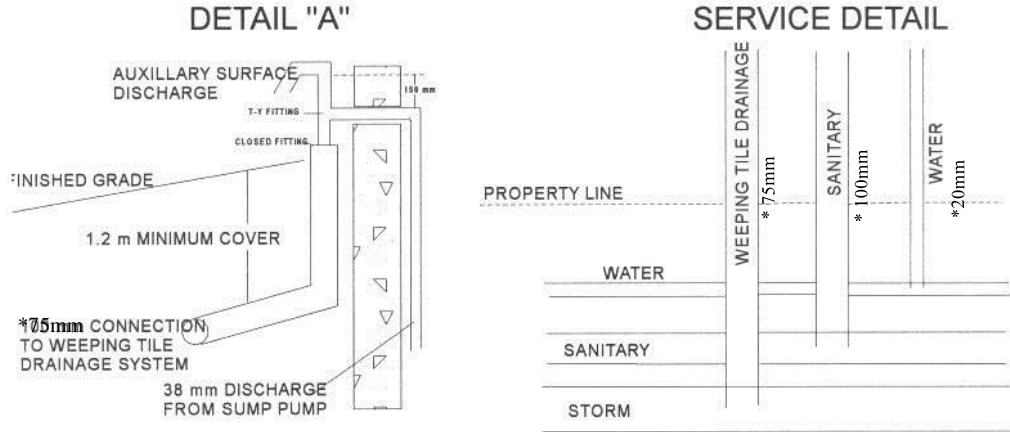 DETAIL "A"
AUXILLARY SURFACE
DISCHARGE
150 mm
T-Y FITTING
CLOSED FITTING
FINISHED GRADE
1.2 m MINIMUM COVER
*75mm CONNECTION
TO WEEPING TILE
DRAINAGE SYSTEM
38 mm DISCHARGE
FROM SUMP PUMP
SERVICE DETAIL
WEEPING TILE DRAINAGE
* 75mm
SANITARY
* 100mm
WATER
*20mm
PROPERTY LINE
WATER
SANITARY
STORM